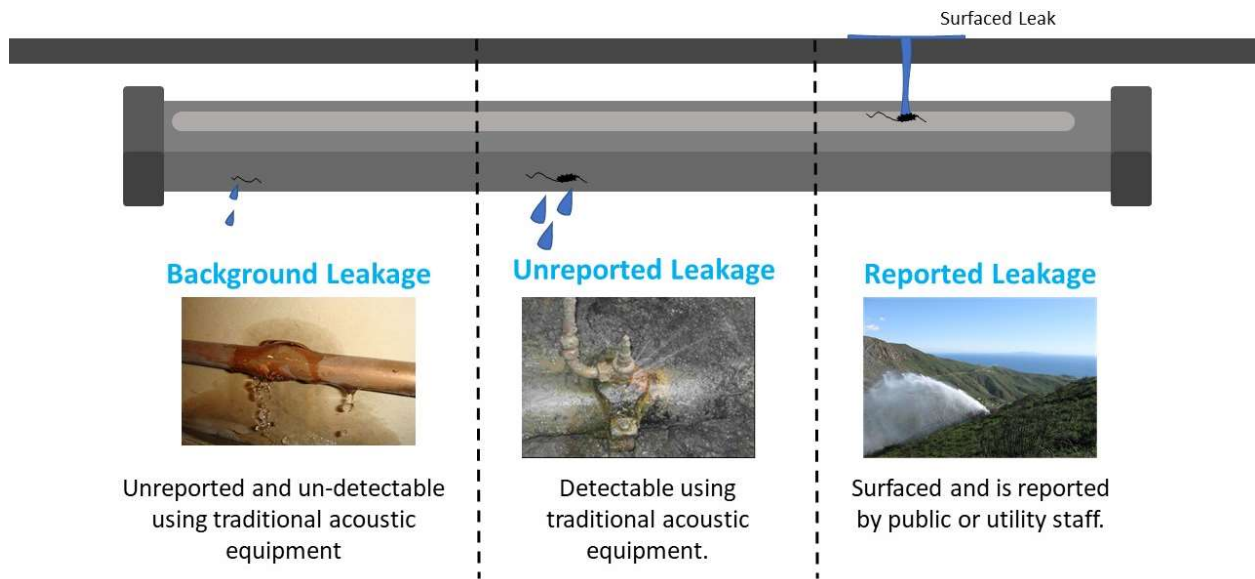 Surfaced Leak
Background Leakage
Unreported and un-detectable
using traditional acoustic
equipment
Unreported Leakage
Detectable using
traditional acoustic
equipment.
Reported Leakage
Surfaced and is reported
by public or utility staff.